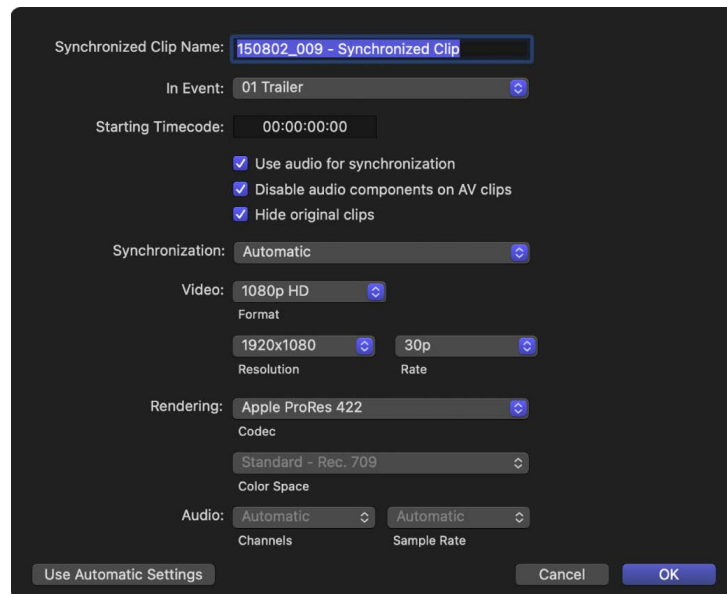 Synchronized Clip Name: 150802_009 - Synchronized Clip
In Event: 01 Trailer
Starting Timecode: 00:00:00:00
Use audio for synchronization
Disable audio components on AV clips
Hide original clips
Synchronization: Automatic
Video: 1080p HD
Format
1920x1080 30p
Resolution Rate
Rendering: Apple ProRes 422
Codec
Standard - Rec. 709
Color Space
Audio: Automatic Automatic
Channels Sample Rate
Use Automatic Settings Cancel OK